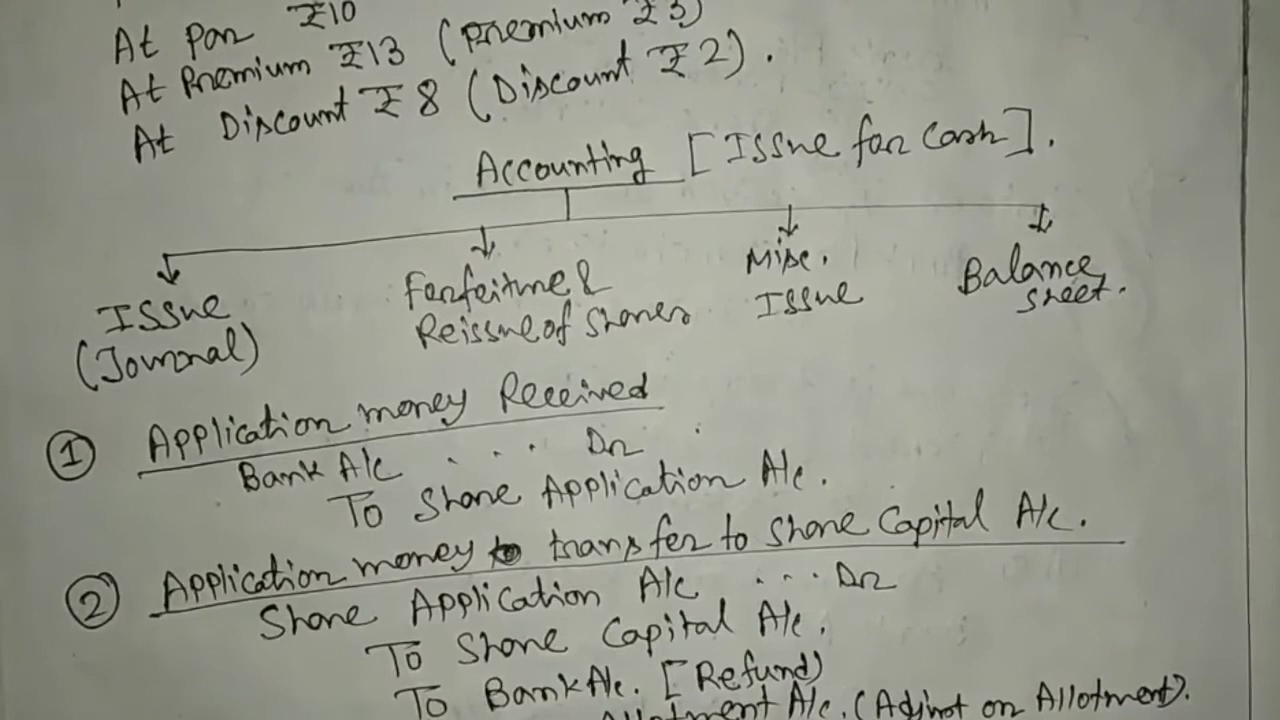 At par ₹10
At Premium ₹13 (Premium ₹3)
At Discount ₹8 (Discount ₹2).
Accounting [Issue for Cash].
Issue (Journal)
Forfeiture & Reissue of Shares
Misc. Issue
Balance Sheet.
① Application money Received
Bank A/c . . . Dr
To Share Application A/c.
② Application money to transfer to Share Capital A/c.
Share Application A/c . . . Dr
To Share Capital A/c.
To Bank A/c. [Refund)
Allotment A/c. (Adjust on Allotment).